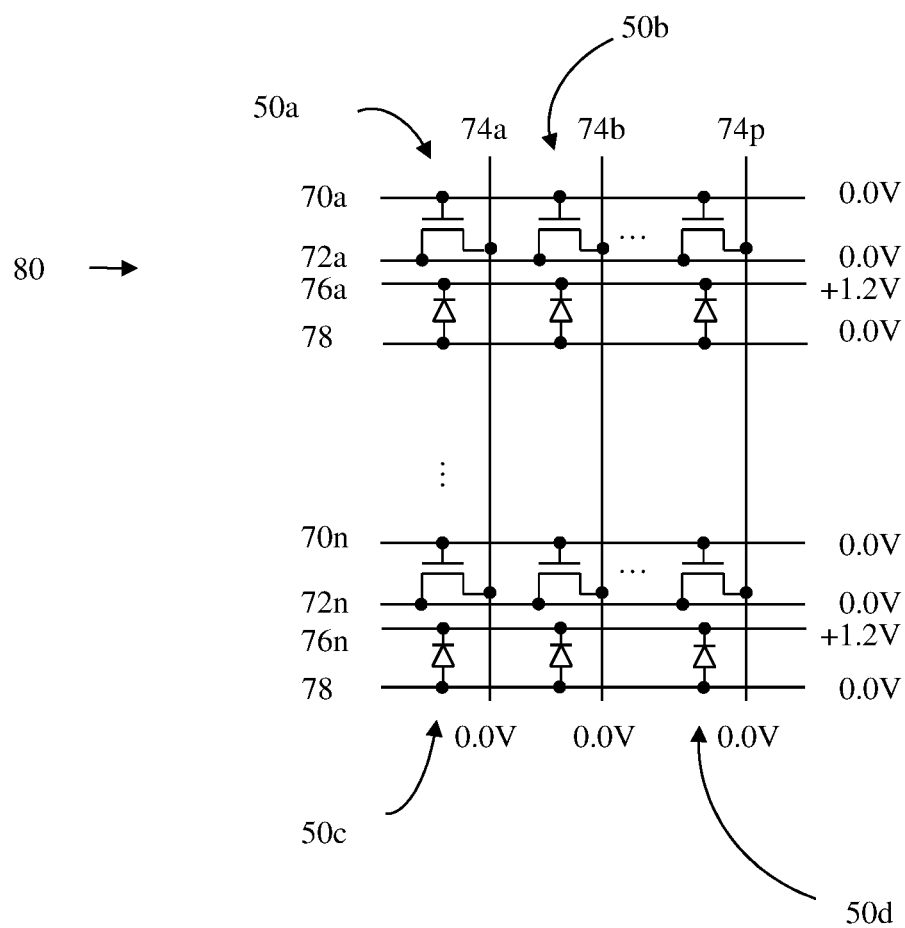 50b
50a
74a 74b 74p
70a 0.0V
...
72a 0.0V
80
76a +1.2V
78 0.0V
...
70n 0.0V
...
72n 0.0V
76n +1.2V
78 0.0V
0.0V 0.0V 0.0V
50c
50d